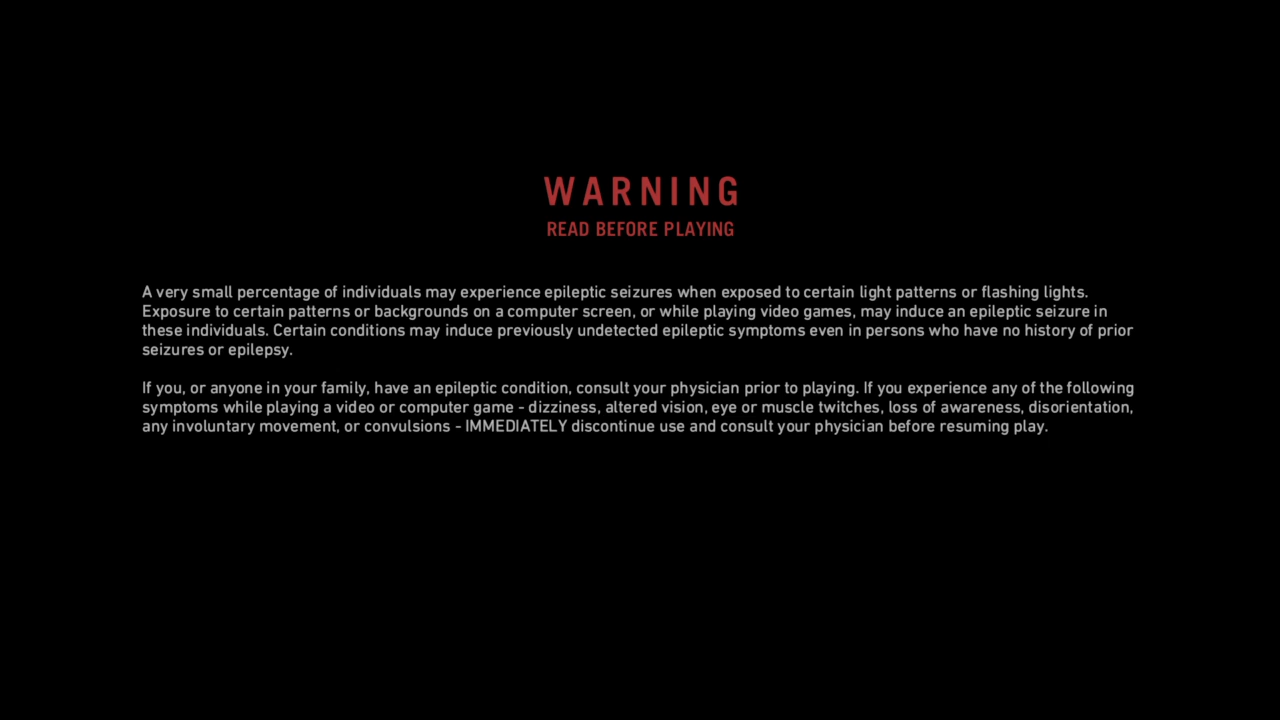 WARNING
READ BEFORE PLAYING
A very small percentage of individuals may experience epileptic seizures when exposed to certain light patterns or flashing lights.
Exposure to certain patterns or backgrounds on a computer screen, or while playing video games, may induce an epileptic seizure in
these individuals. Certain conditions may induce previously undetected epileptic symptoms even in persons who have no history of prior
seizures or epilepsy.
If you, or anyone in your family, have an epileptic condition, consult your physician prior to playing. If you experience any of the following
symptoms while playing a video or computer game - dizziness, altered vision, eye or muscle twitches, loss of awareness, disorientation,
any involuntary movement, or convulsions - IMMEDIATELY discontinue use and consult your physician before resuming play.